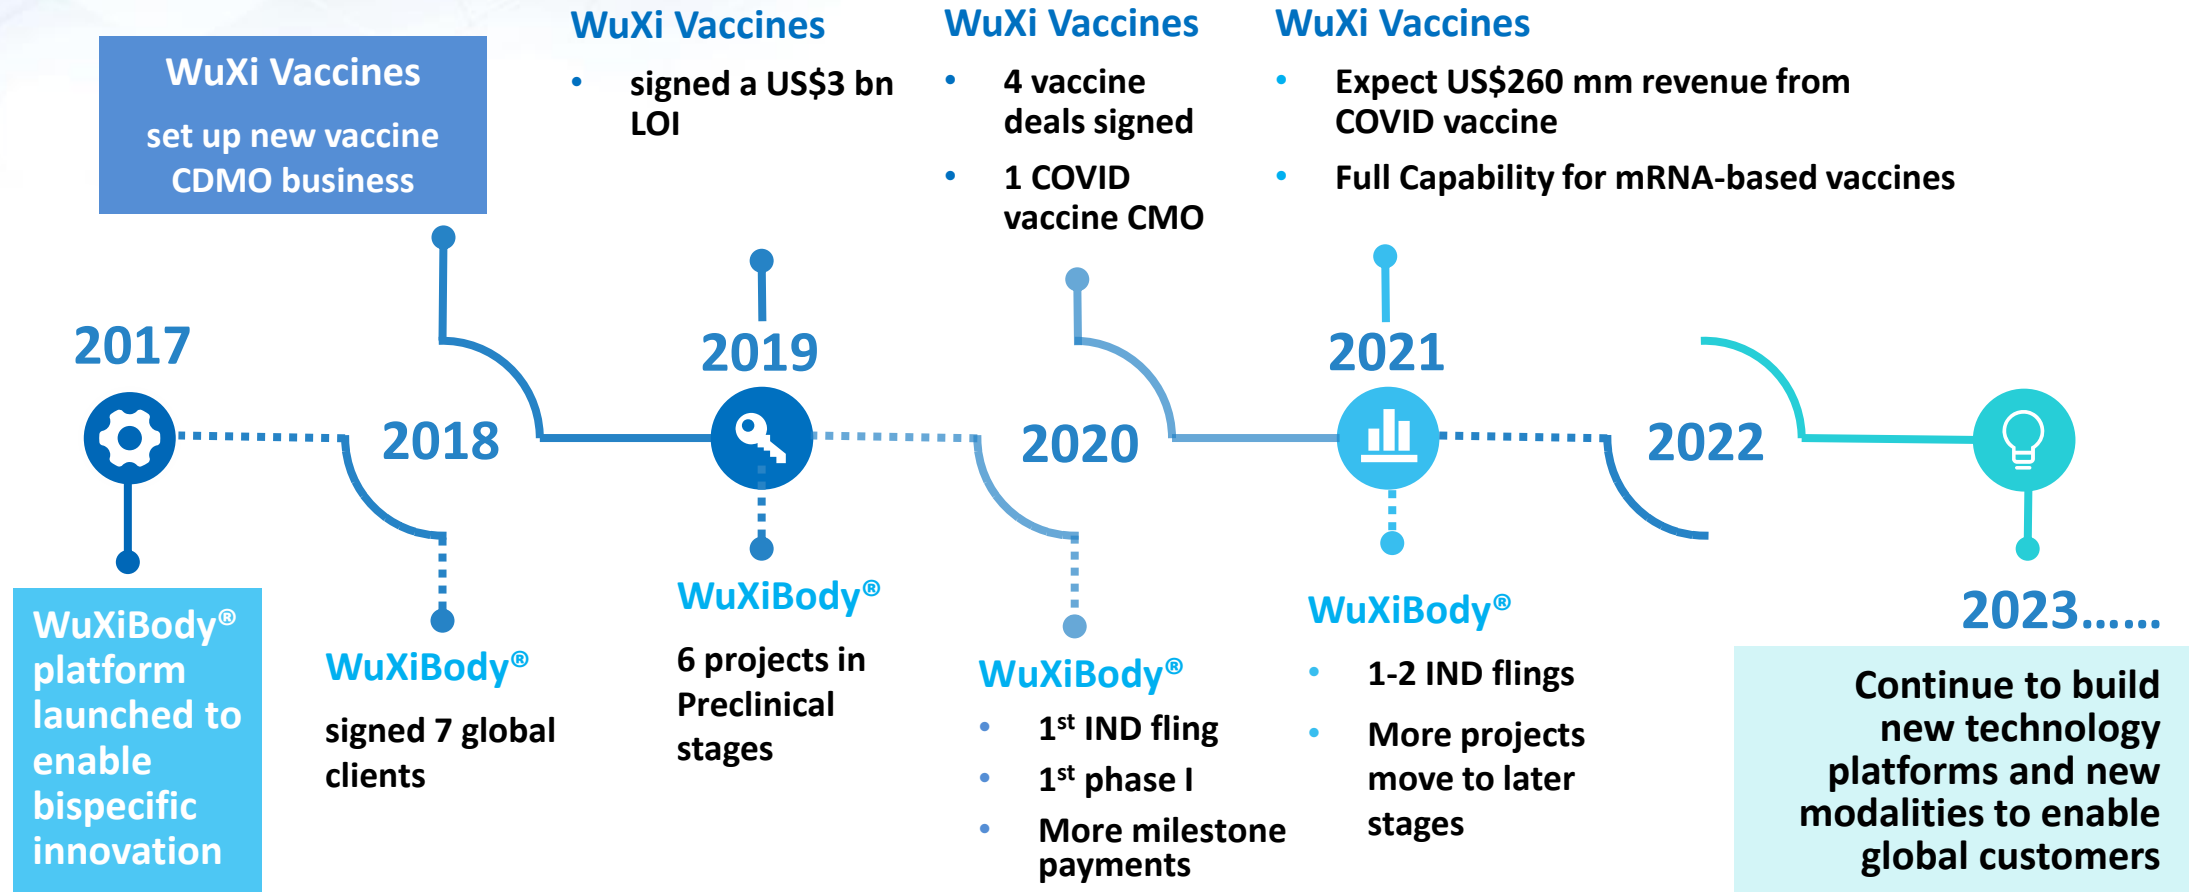 WuXi Vaccines
set up new vaccine
CDMO business
WuXi Vaccines
• signed a US$3 bn
LOI
WuXi Vaccines
• 4 vaccine
deals signed
• 1 COVID
vaccine CMO
WuXi Vaccines
• Expect US$260 mm revenue from
COVID vaccine
• Full Capability for mRNA-based vaccines
2017
2018
2019
2020
2021
2022
2023......
WuXiBody®
platform
launched to
enable
bispecific
innovation
WuXiBody®
signed 7 global
clients
WuXiBody®
6 projects in
Preclinical
stages
WuXiBody®
• 1st IND fling
• 1st phase I
• More milestone
payments
WuXiBody®
• 1-2 IND flings
• More projects
move to later
stages
Continue to build
new technology
platforms and new
modalities to enable
global customers